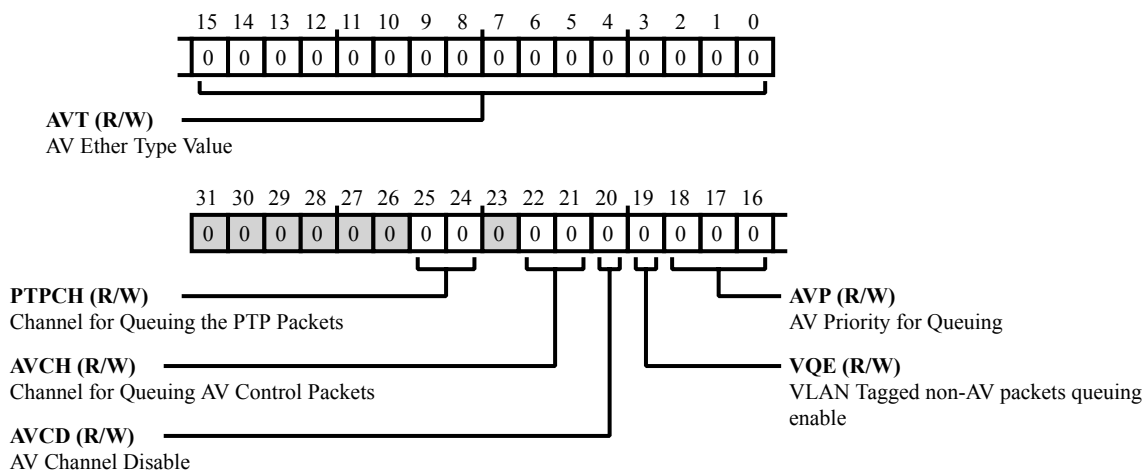 15 14 13 12 11 10 9 8 7 6 5 4 3 2 1 0
0 0 0 0 0 0 0 0 0 0 0 0 0 0 0 0
AVT (R/W)
AV Ether Type Value
31 30 29 28 27 26 25 24 23 22 21 20 19 18 17 16
0 0 0 0 0 0 0 0 0 0 0 0 0 0 0 0
PTPCH (R/W)
Channel for Queuing the PTP Packets
AVP (R/W)
AV Priority for Queuing
AVCH (R/W)
Channel for Queuing AV Control Packets
VQE (R/W)
VLAN Tagged non-AV packets queuing
enable
AVCD (R/W)
AV Channel Disable